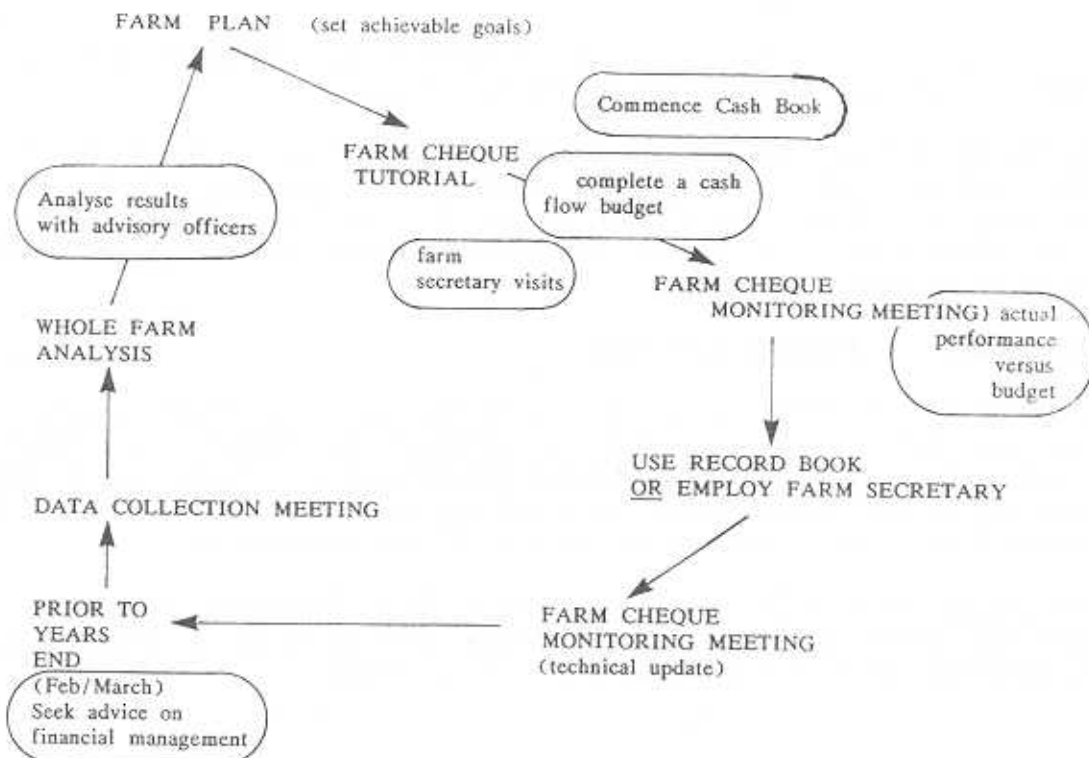 FARM PLAN (set achievable goals)
Commence Cash Book
FARM CHEQUE
TUTORIAL
complete a cash
flow budget
farm
secretary visits
FARM CHEQUE
MONITORING MEETING) actual
performance
versus
budget
USE RECORD BOOK
OR EMPLOY FARM SECRETARY
FARM CHEQUE
MONITORING MEETING
(technical update)
PRIOR TO
YEARS
END
(Feb/March)
Seek advice on
financial management
DATA COLLECTION MEETING
WHOLE FARM
ANALYSIS
Analyse results
with advisory officers